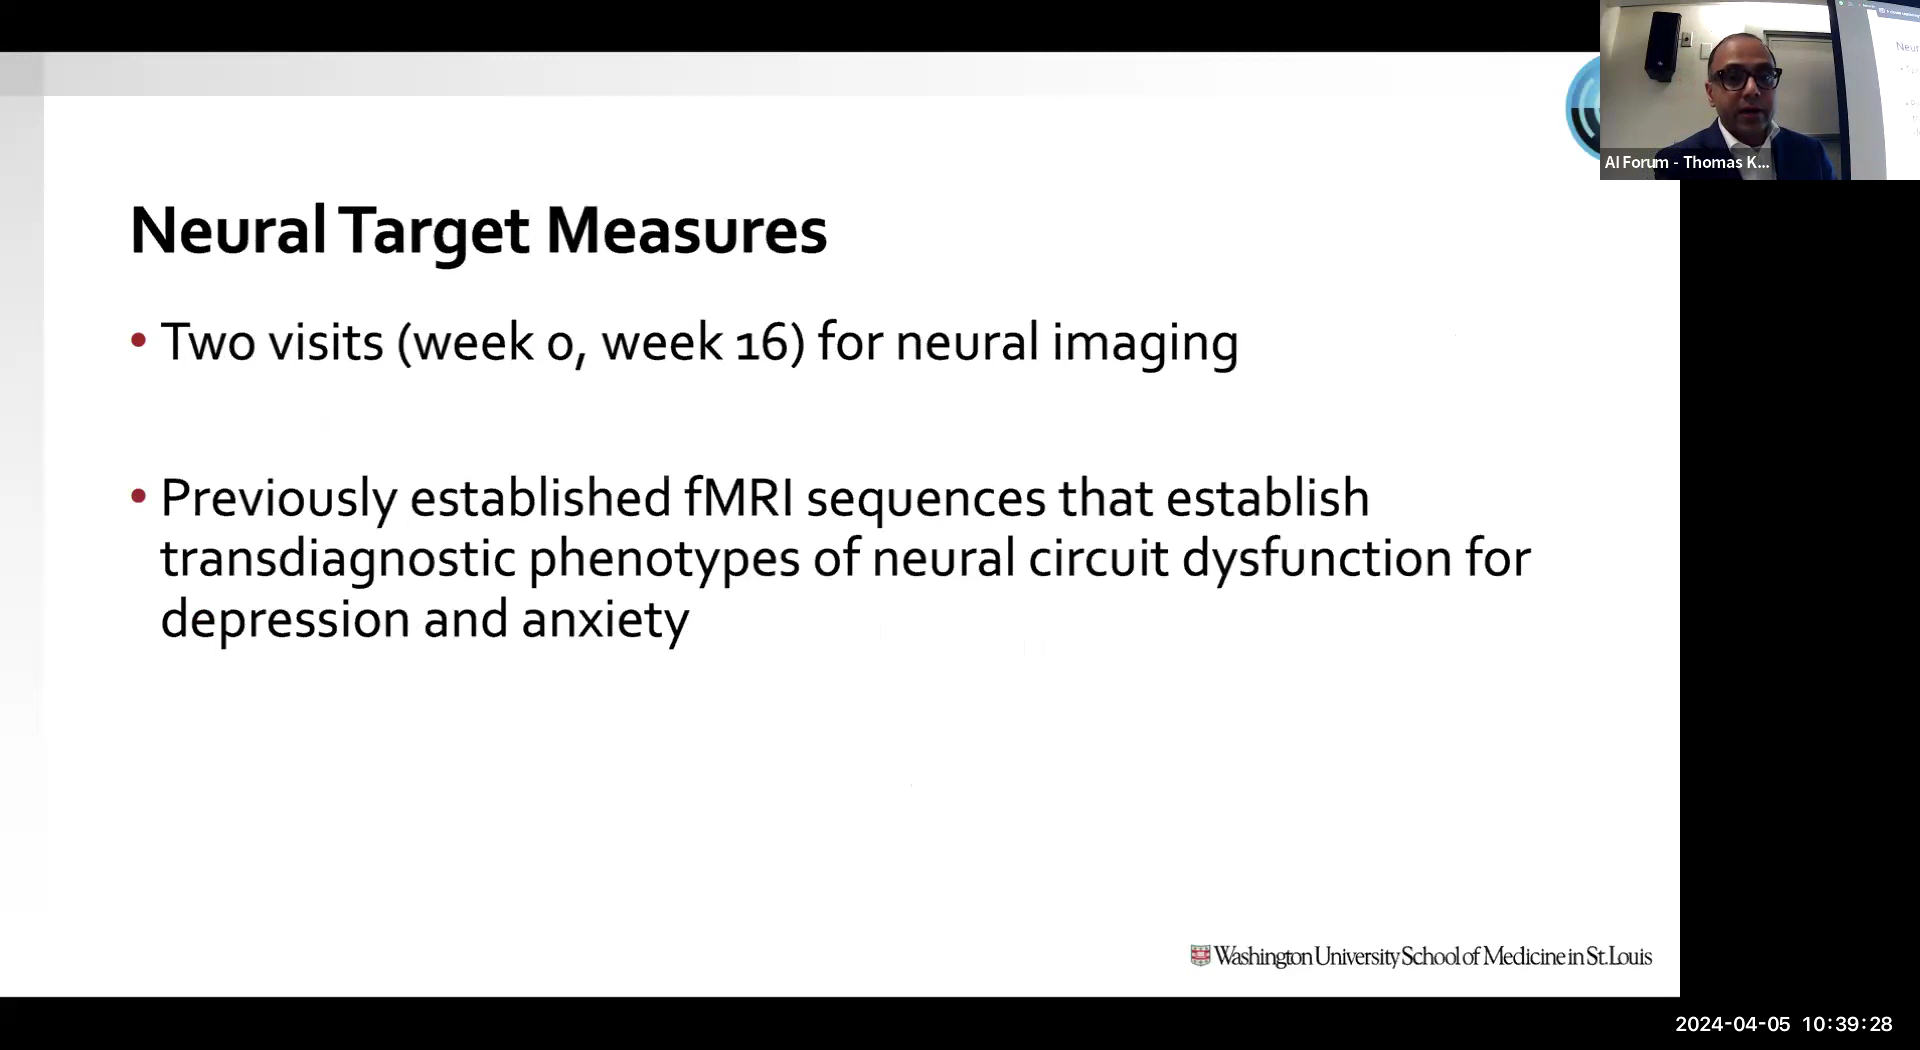 Neural Target Measures
• Two visits (week 0, week 16) for neural imaging
• Previously established fMRI sequences that establish
transdiagnostic phenotypes of neural circuit dysfunction for
depression and anxiety
Washington University School of Medicine in St. Louis
AI Forum - Thomas K...
2024-04-05 10:39:28